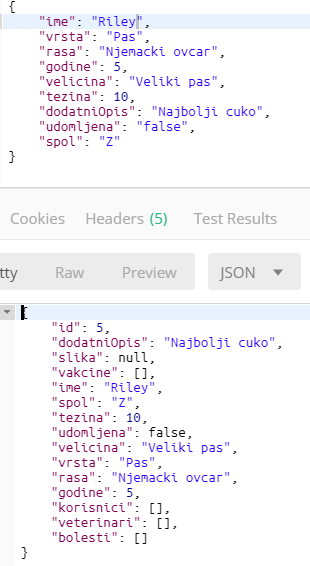 {
"ime": "Riley",
"vrsta": "Pas",
"rasa": "Njemacki ovcar",
"godine": 5,
"velicina": "Veliki pas",
"tezina": 10,
"dodatniOpis": "Najbolji cuko",
"udomljena": "false",
"spol": "Z"
}
Cookies Headers (5) Test Results
tty Raw Preview JSON
{
"id": 5,
"dodatniOpis": "Najbolji cuko",
"slika": null,
"vakcine": [],
"ime": "Riley",
"spol": "Z",
"tezina": 10,
"udomljena": false,
"velicina": "Veliki pas",
"vrsta": "Pas",
"rasa": "Njemacki ovcar",
"godine": 5,
"korisnici": [],
"veterinari": [],
"bolesti": []
}